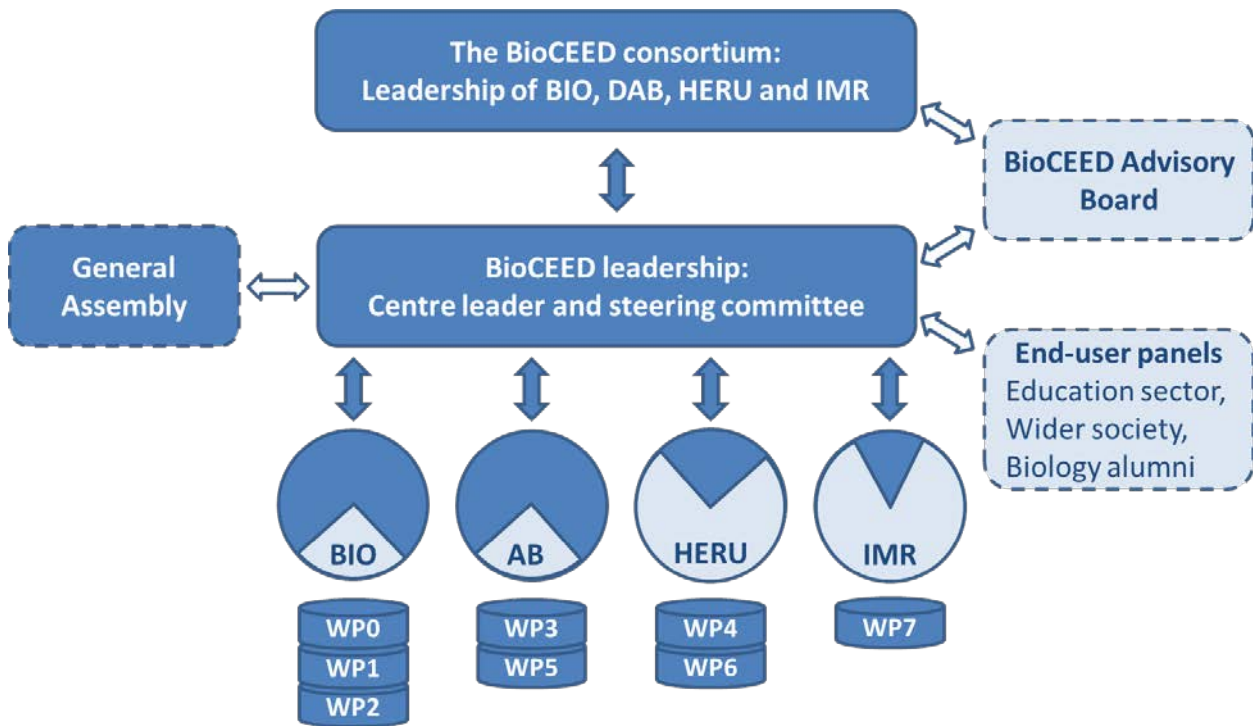 The BioCEED consortium:
Leadership of BIO, DAB, HERU and IMR
BioCEED Advisory
Board
General
Assembly
BioCEED leadership:
Centre leader and steering committee
End-user panels
Education sector,
Wider society,
Biology alumni
BIO
AB
HERU
IMR
WP0
WP1
WP2
WP3
WP5
WP4
WP6
WP7